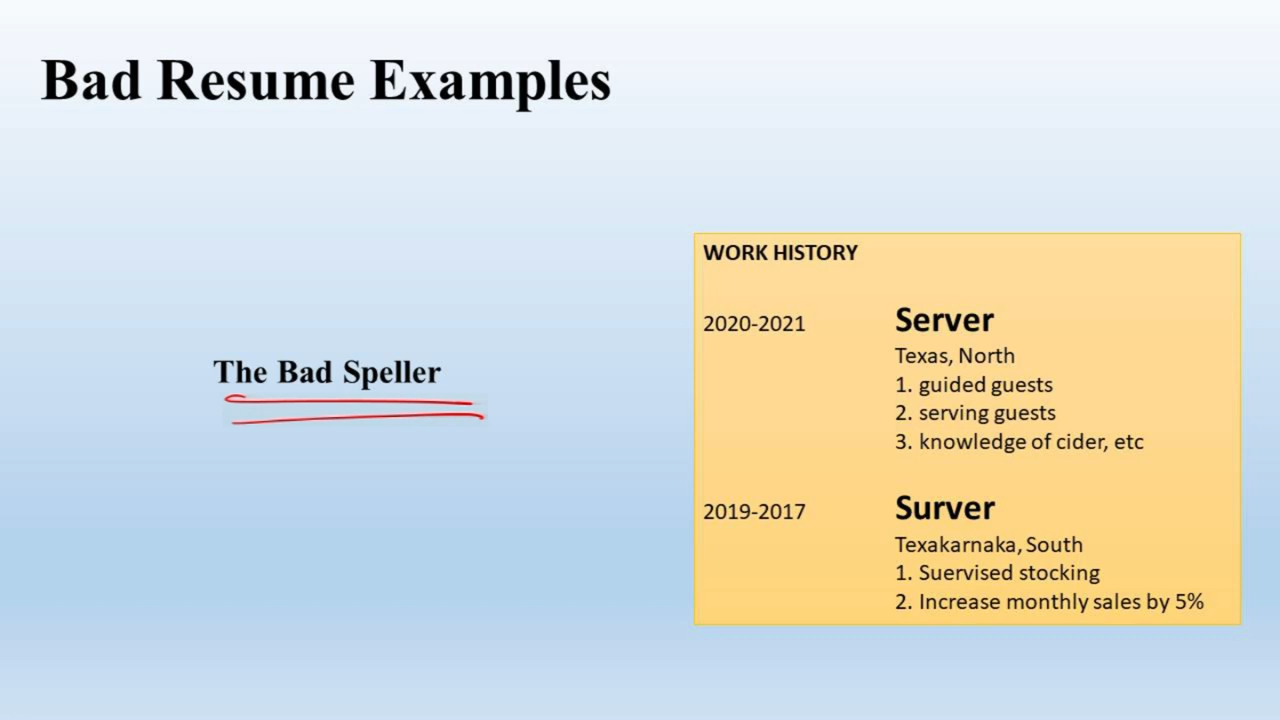 Bad Resume Examples
The Bad Speller
WORK HISTORY
2020-2021 Server
Texas, North
1. guided guests
2. serving guests
3. knowledge of cider, etc
2019-2017 Surver
Texakarnaka, South
1. Suervised stocking
2. Increase monthly sales by 5%